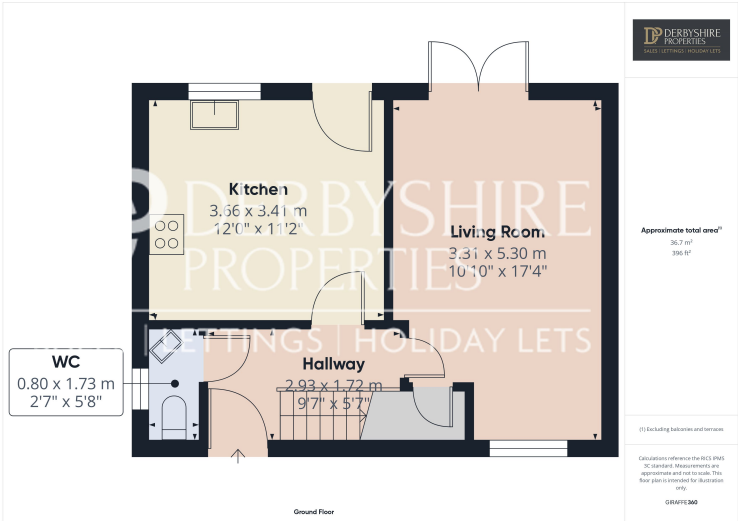 DP DERBYSHIRE
PROPERTIES
SALES | LETTINGS | HOLIDAY LETS
DERBYSHIRE
PROPERTIES
LETTINGS | HOLIDAY LETS
Kitchen
3.66 x 3.41 m
12'0" x 11'2"
Living Room
3.31 x 5.30 m
10'10" x 17'4"
WC
0.80 x 1.73 m
2'7" x 5'8"
Hallway
2.93 x 1.72 m
9'7" x 5'7"
Ground Floor
Approximate total area(1)
36.7 m²
396 ft²
(1) Excluding balconies and terraces
Calculations reference the RICS IPMS
3C standard. Measurements are
approximate and not to scale. This
floor plan is intended for illustration
only.
GIRAFFE360